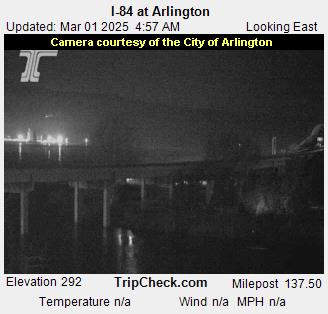 I-84 at Arlington
Updated: Mar 01 2025 4:57 AM Looking East
Camera courtesy of the City of Arlington
Elevation 292 TripCheck.com Milepost 137.50
Temperature n/a Wind n/a MPH n/a